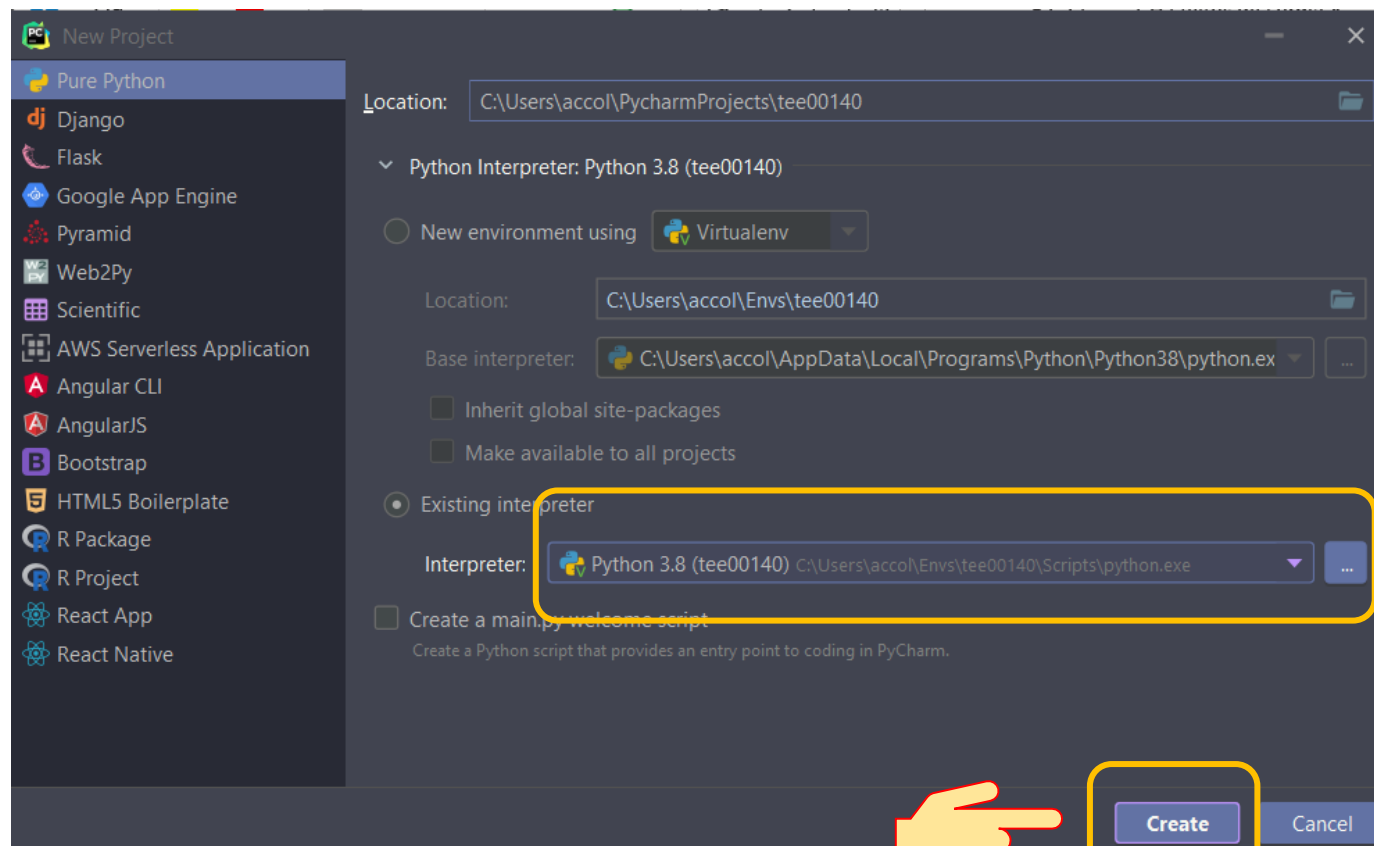 New Project
Pure Python
Django
Flask
Google App Engine
Pyramid
Web2Py
Scientific
AWS Serverless Application
Angular CLI
AngularJS
Bootstrap
HTML5 Boilerplate
R Package
R Project
React App
React Native
Location: C:\Users\accol\PycharmProjects\tee00140
Python Interpreter: Python 3.8 (tee00140)
New environment using Virtualenv
Location: C:\Users\accol\Envs\tee00140
Base interpreter: C:\Users\accol\AppData\Local\Programs\Python\Python38\python.ex ...
Inherit global site-packages
Make available to all projects
Existing interpreter
Interpreter: Python 3.8 (tee00140) C:\Users\accol\Envs\tee00140\Scripts\python.exe ...
Create a main.py welcome script
Create a Python script that provides an entry point to coding in PyCharm.
Create Cancel